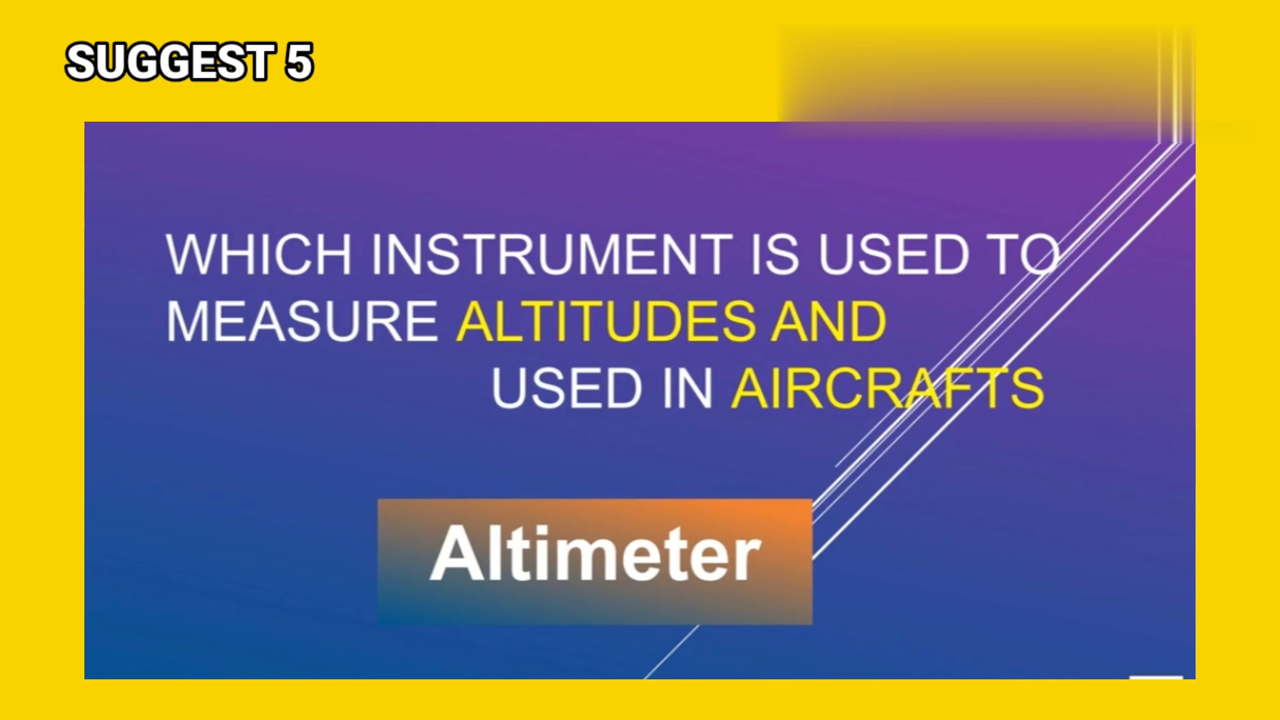 SUGGEST 5
WHICH INSTRUMENT IS USED TO
MEASURE ALTITUDES AND
USED IN AIRCRAFTS
Altimeter